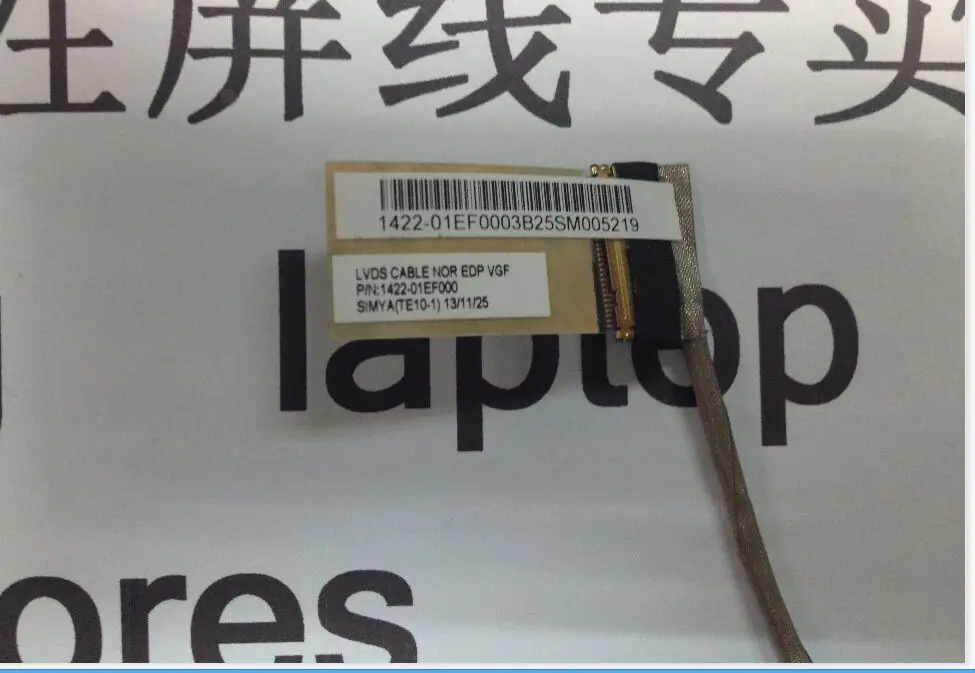 屏线专卖
1422-01EF0003B25SM005219
LVDS CABLE NOR EDP VGF
P/N:1422-01EF000
SIMYA(TE10-1) 13/11/25
laptop
ores